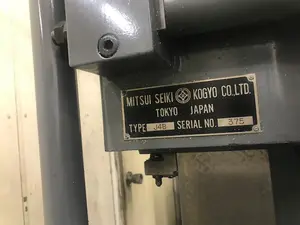 MITSUI SEIKI KOGYO CO. LTD.
TOKYO JAPAN
TYPE J4B SERIAL NO. 375